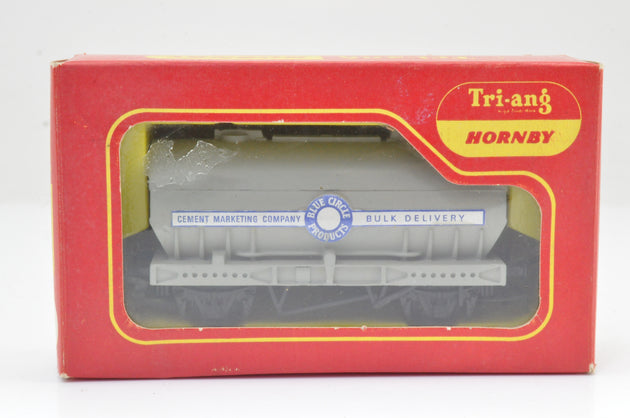 Tri-ang
HORNBY
CEMENT MARKETING COMPANY
BLUE CIRCLE
PRODUCTS
BULK DELIVERY